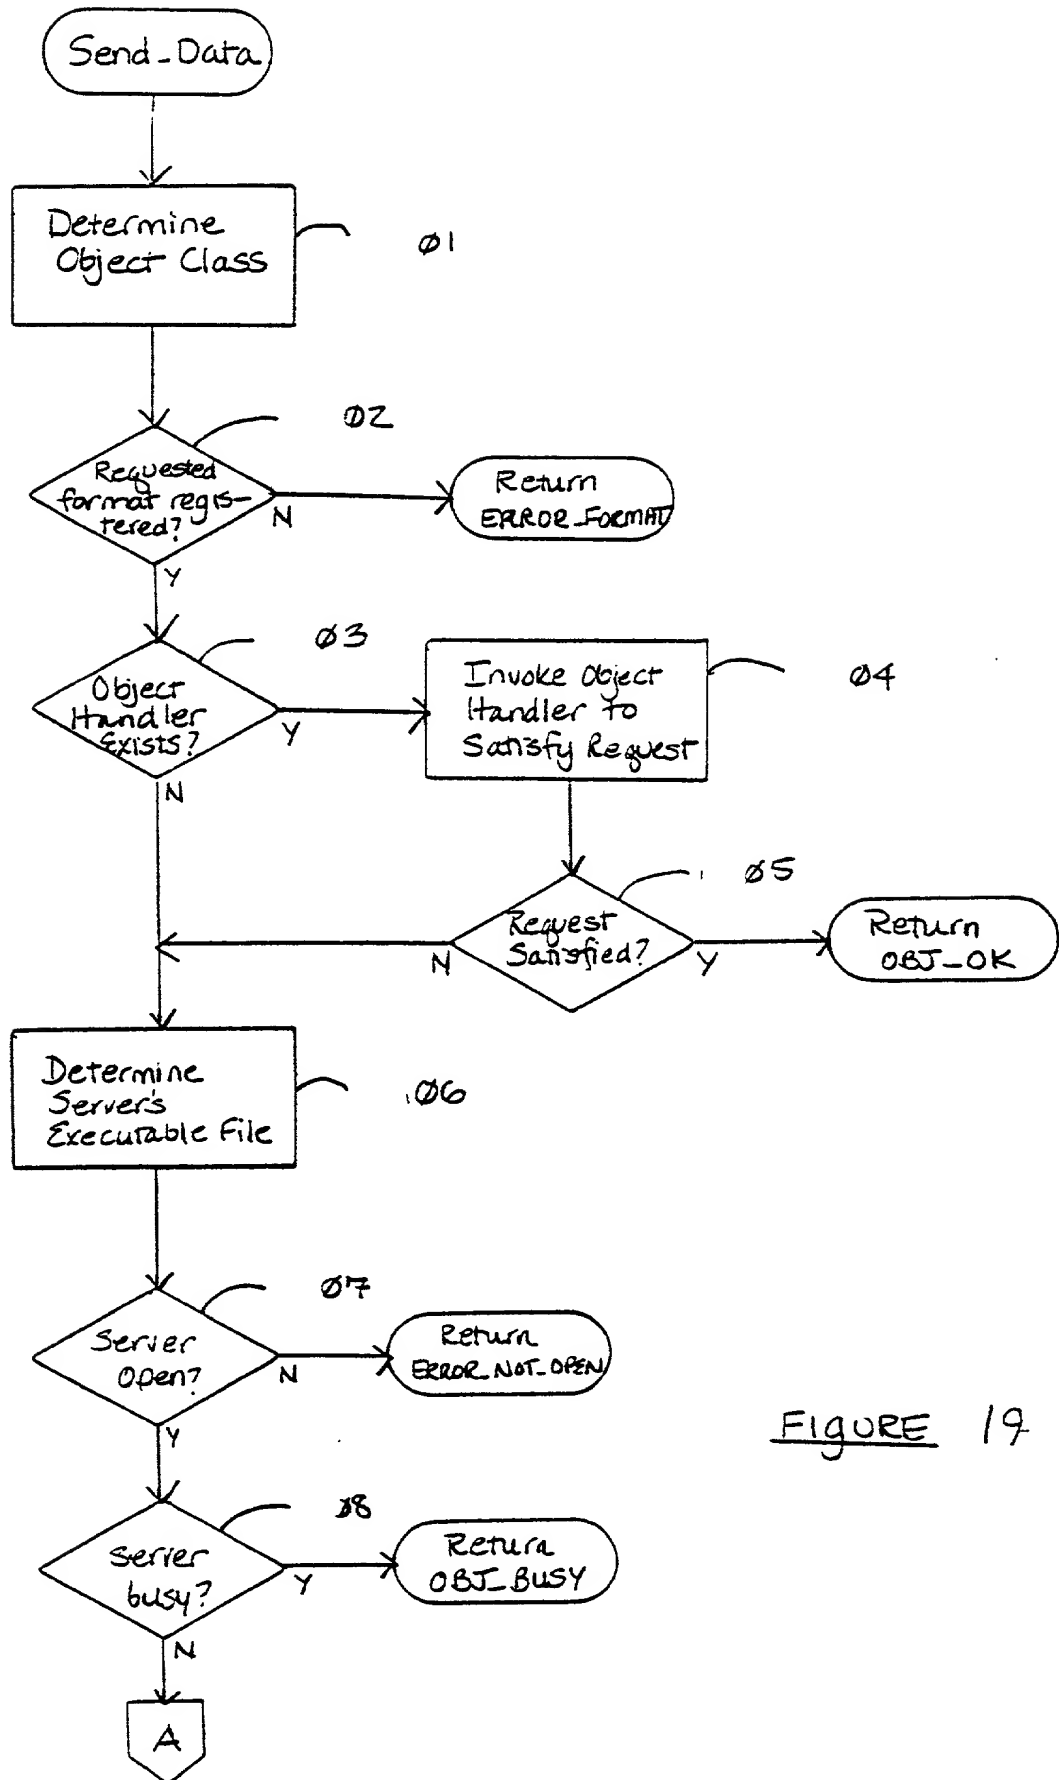 Send_Data
Determine
Object Class
Ø1
Ø2
Requested
format regis-
tered?
N
Return
ERROR_FORMAT
Y
Ø3
Object
Handler
Exists?
Y
Invoke Object
Handler to
Satisfy Request
Ø4
N
Ø5
Request
Satisfied?
N
Y
Return
OBJ_OK
Determine
Server's
Executable File
Ø6
Ø7
Server
Open?
N
Return
ERROR_NOT_OPEN
Y
Ø8
Server
busy?
Y
Return
OBJ_BUSY
N
A
FIGURE 19